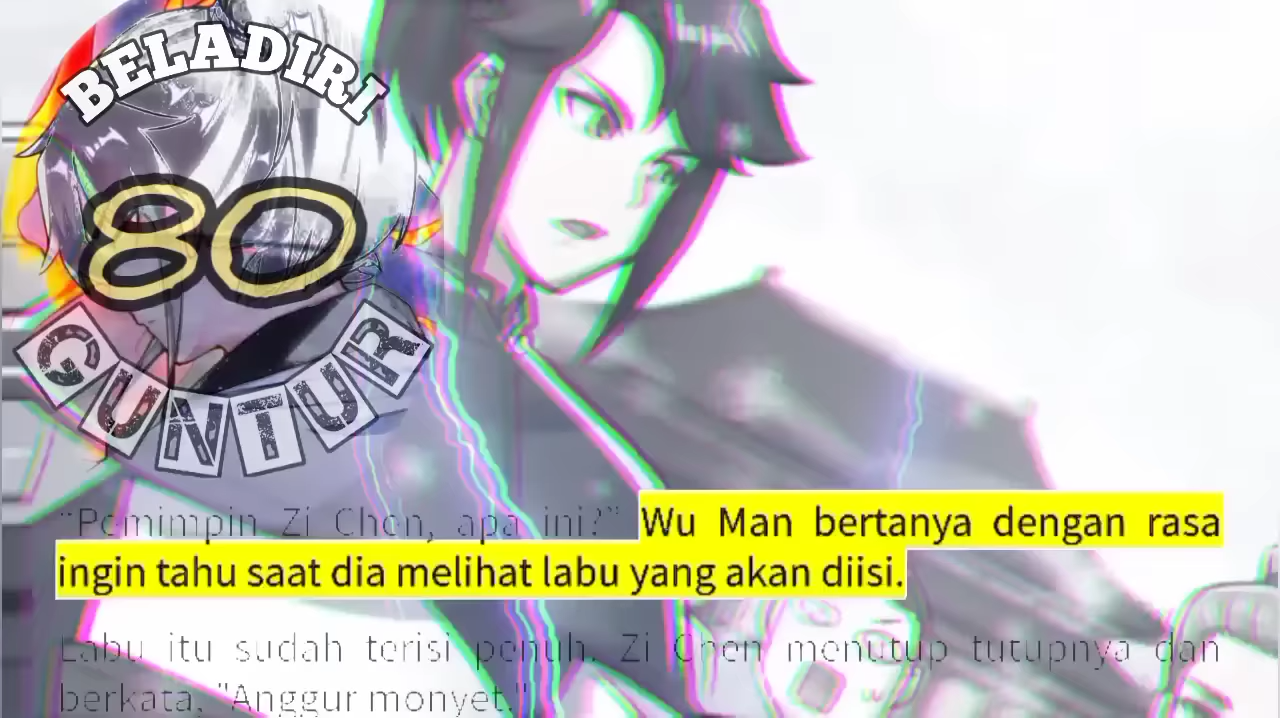 BELADIRI
80
GUNTUR
“Pemimpin Zi Chen, apa ini?” Wu Man bertanya dengan rasa
ingin tahu saat dia melihat labu yang akan diisi.
Labu itu sudah terisi penuh. Zi Chen menutup tutupnya dan
berkata, "Anggur monyet."